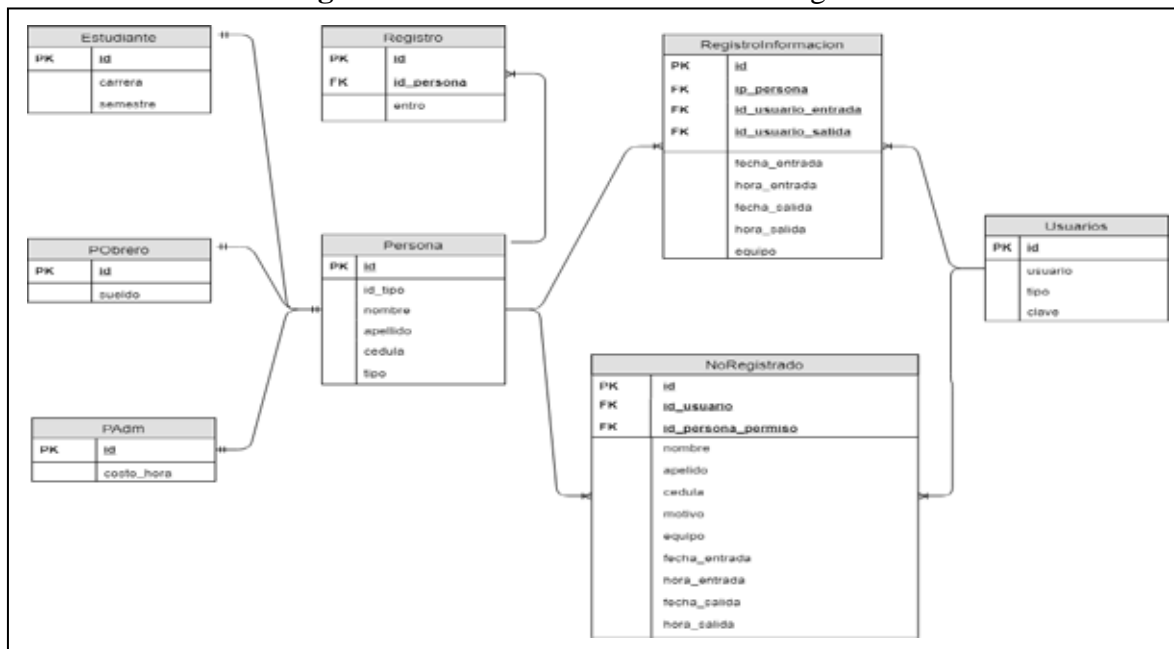 Estudiante
PK id
carrera
semestre
Registro
PK id
FK id_persona
entro
RegistroInformacion
PK id
FK ip_persona
FK id_usuario_entrada
FK id_usuario_salida
fecha_entrada
hora_entrada
fecha_salida
hora_salida
equipo
PObrero
PK id
sueldo
Persona
PK id
id_tipo
nombre
apellido
cedula
tipo
Usuarios
PK id
usuario
tipo
clave
PAdm
PK id
costo_hora
NoRegistrado
PK id
FK id_usuario
FK id_persona_permiso
nombre
apelido
cedula
motivo
equipo
fecha_entrada
hora_entrada
fecha_salida
hora_salida